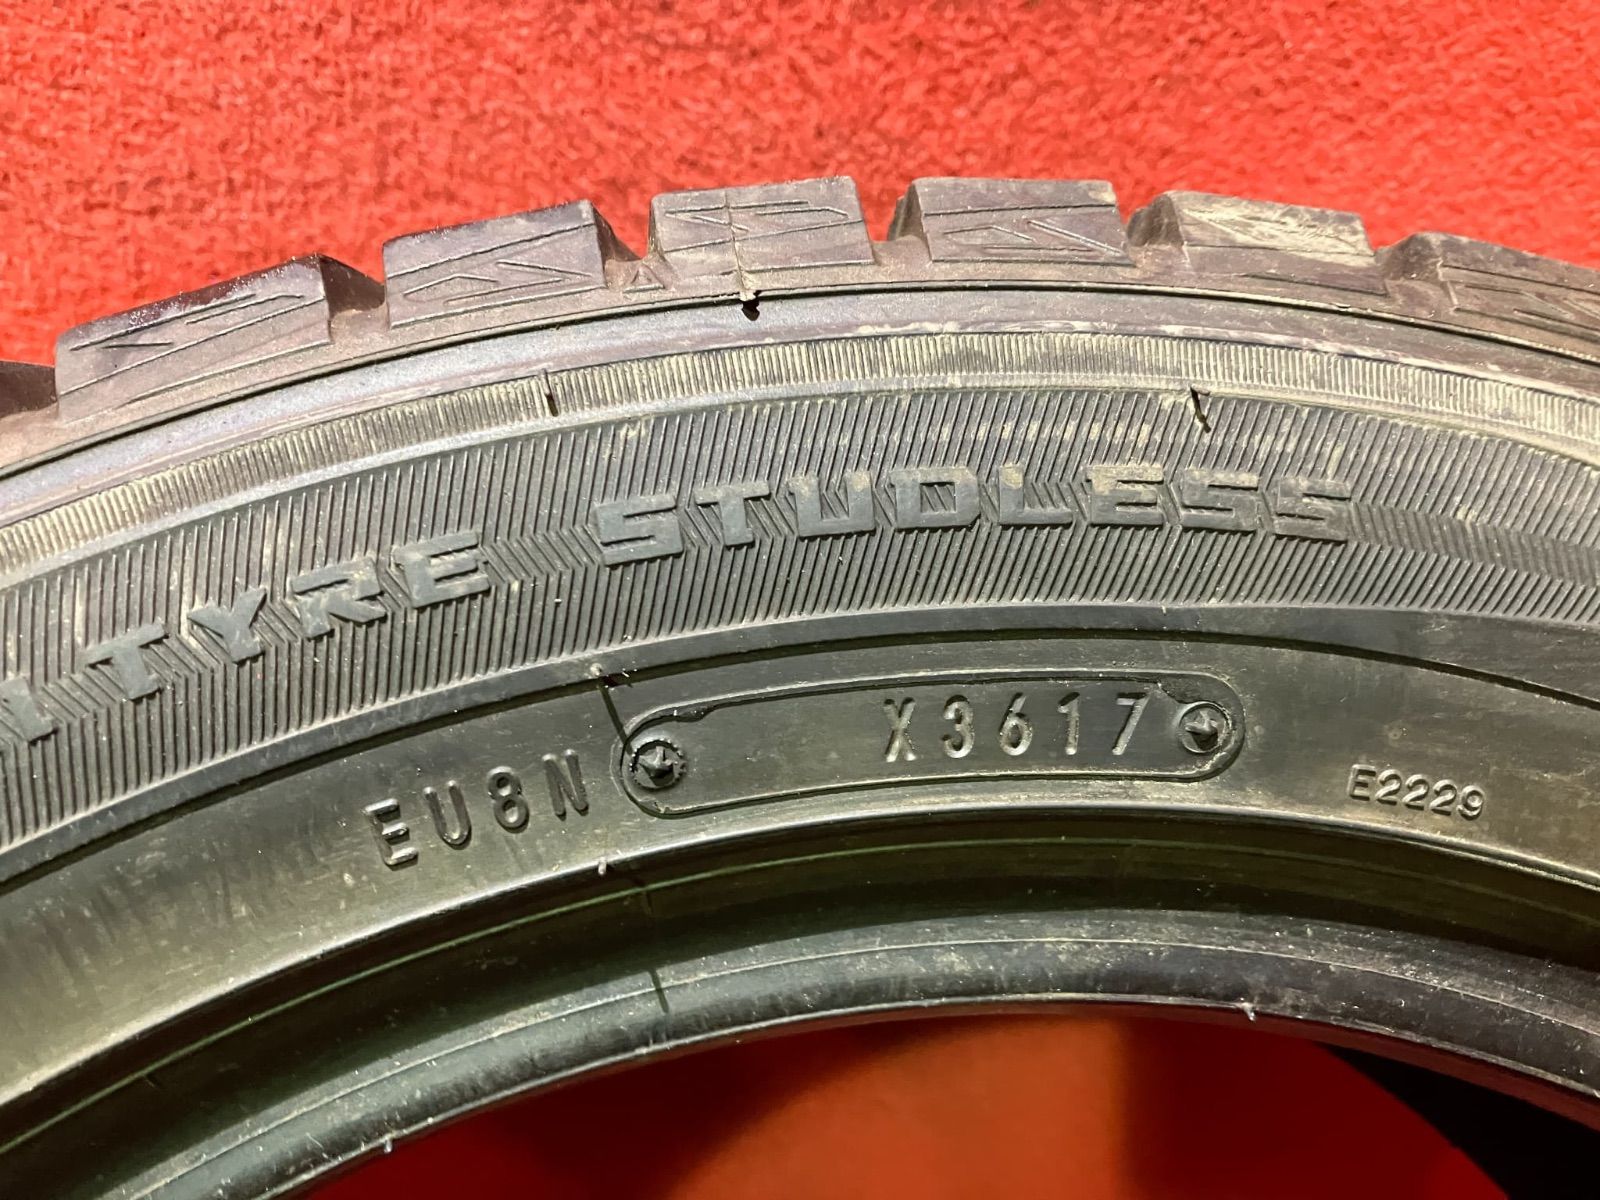 TYRE STUDLESS
EU8N X3617 E2229